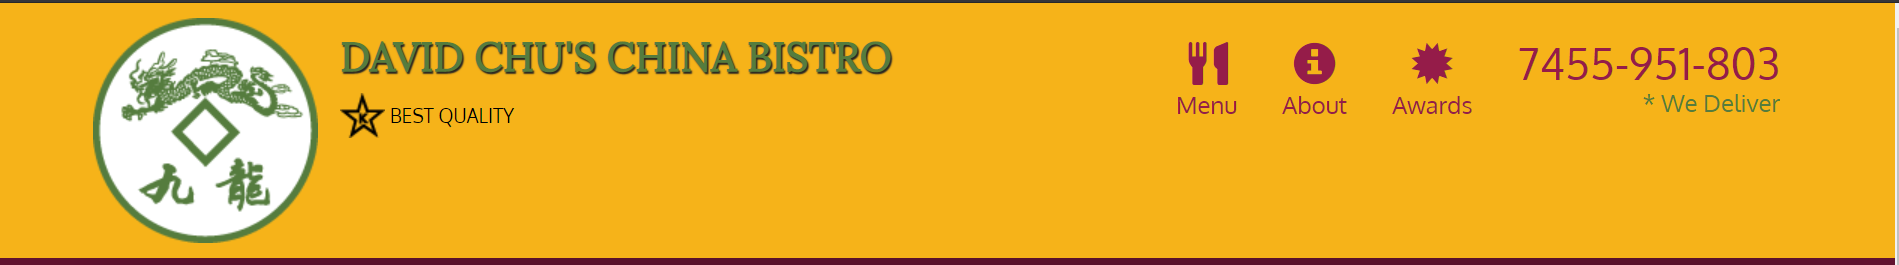 DAVID CHU'S CHINA BISTRO
K BEST QUALITY
九龍
Menu
About
Awards
7455-951-803
* We Deliver